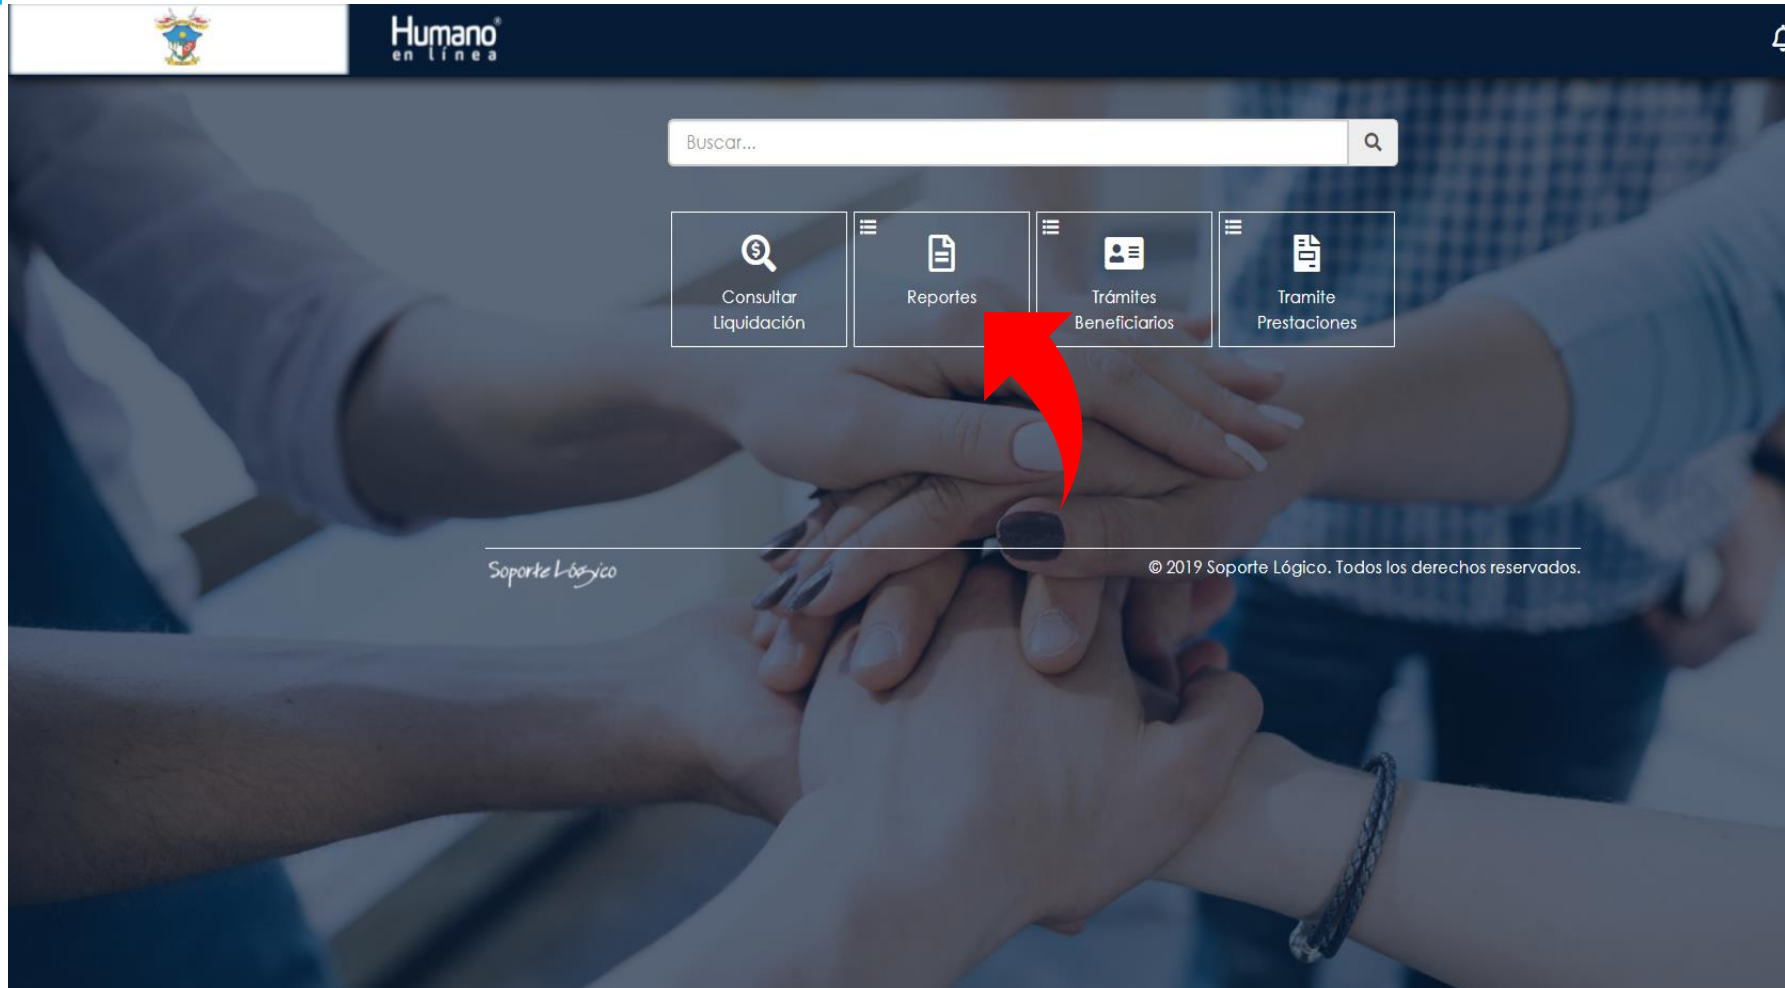 Humano®
en línea
Buscar...
Consultar
Liquidación
Reportes
Trámites
Beneficiarios
Tramite
Prestaciones
Soporte Lógico
© 2019 Soporte Lógico. Todos los derechos reservados.